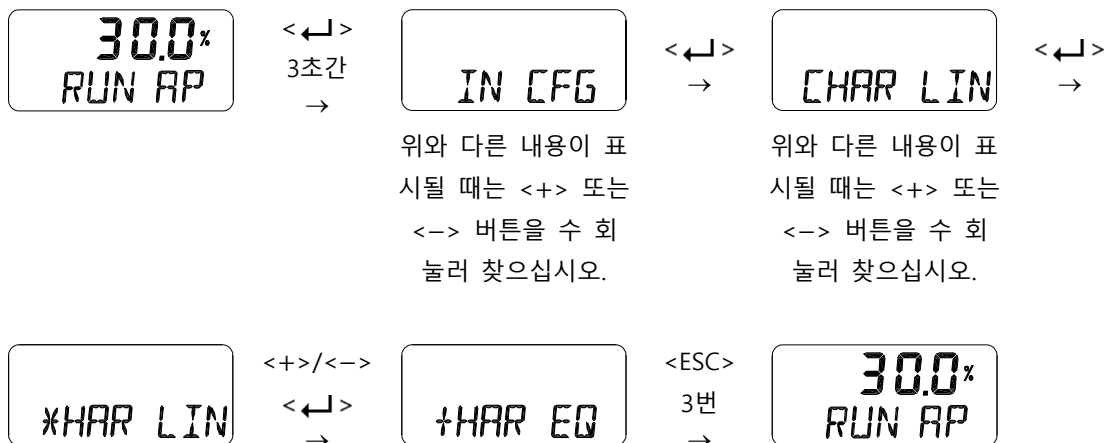 30.0%
RUN AP
<↵>
3초간
→
IN CFG
<↵>
→
CHAR LIN
<↵>
→
위와 다른 내용이 표
시될 때는 <+> 또는
<−> 버튼을 수 회
눌러 찾으십시오.
위와 다른 내용이 표
시될 때는 <+> 또는
<−> 버튼을 수 회
눌러 찾으십시오.
*HAR LIN
<+>/<−>
<↵>
→
+HAR EQ
<ESC>
3번
→
30.0%
RUN AP